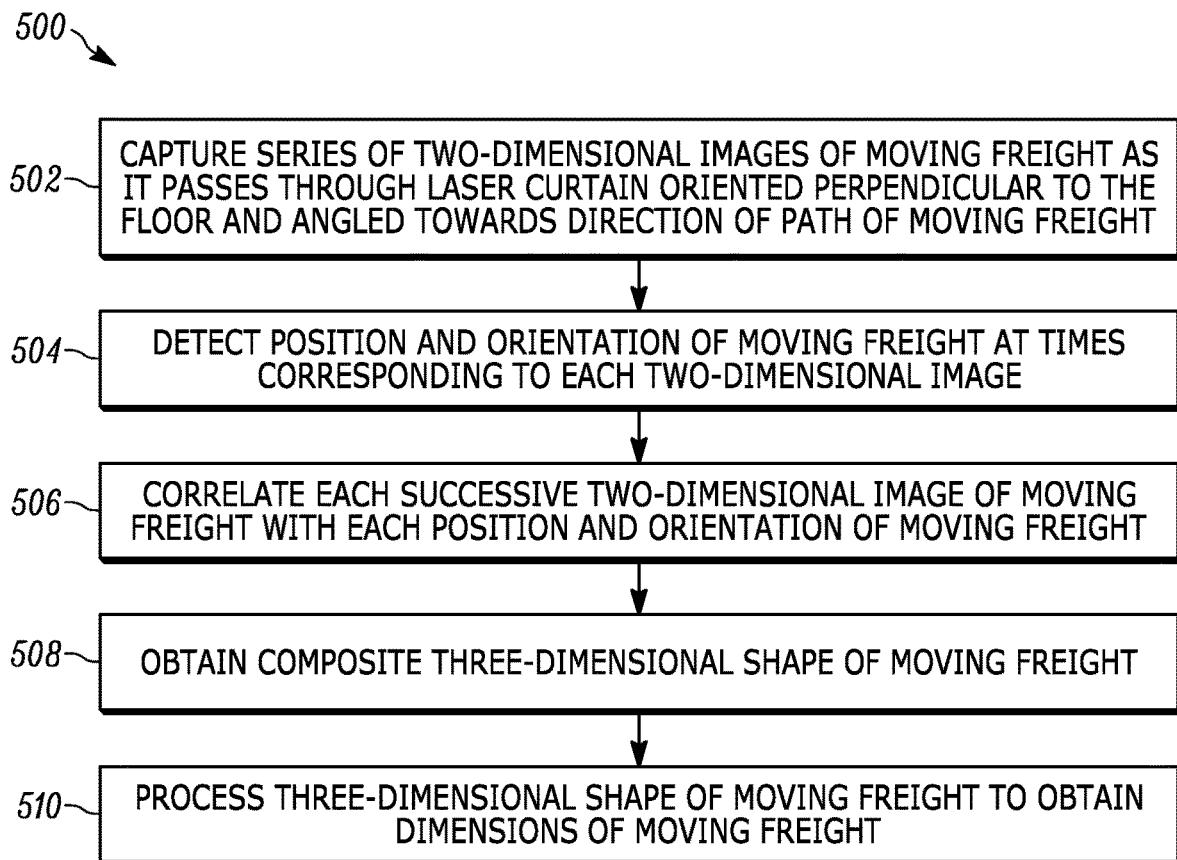 500
502
CAPTURE SERIES OF TWO-DIMENSIONAL IMAGES OF MOVING FREIGHT AS
IT PASSES THROUGH LASER CURTAIN ORIENTED PERPENDICULAR TO THE
FLOOR AND ANGLED TOWARDS DIRECTION OF PATH OF MOVING FREIGHT
504
DETECT POSITION AND ORIENTATION OF MOVING FREIGHT AT TIMES
CORRESPONDING TO EACH TWO-DIMENSIONAL IMAGE
506
CORRELATE EACH SUCCESSIVE TWO-DIMENSIONAL IMAGE OF MOVING
FREIGHT WITH EACH POSITION AND ORIENTATION OF MOVING FREIGHT
508
OBTAIN COMPOSITE THREE-DIMENSIONAL SHAPE OF MOVING FREIGHT
510
PROCESS THREE-DIMENSIONAL SHAPE OF MOVING FREIGHT TO OBTAIN
DIMENSIONS OF MOVING FREIGHT